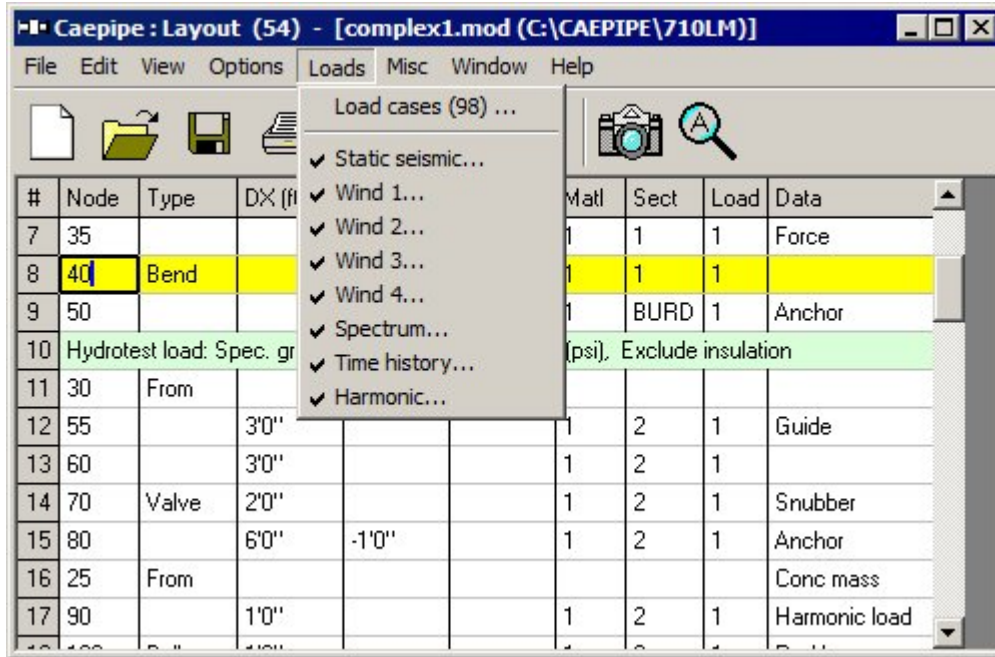 Caepipe : Layout (54) - [complex1.mod (C:\CAEPIPE\710LM)]
File Edit View Options Loads Misc Window Help
Load cases (98) ...
Static seismic...
Wind 1...
Wind 2...
Wind 3...
Wind 4...
Spectrum...
Time history...
Harmonic...
# Node Type DX Matl Sect Load Data
7 35 1 1 1 Force
8 40 Bend 1 1 1
9 50 1 BURD 1 Anchor
10 Hydrotest load: Spec. (psi), Exclude insulation
11 30 From
12 55 3'0" 1 2 1 Guide
13 60 3'0" 1 2 1
14 70 Valve 2'0" 1 2 1 Snubber
15 80 6'0" -1'0" 1 2 1 Anchor
16 25 From Conc mass
17 90 1'0" 1 2 1 Harmonic load